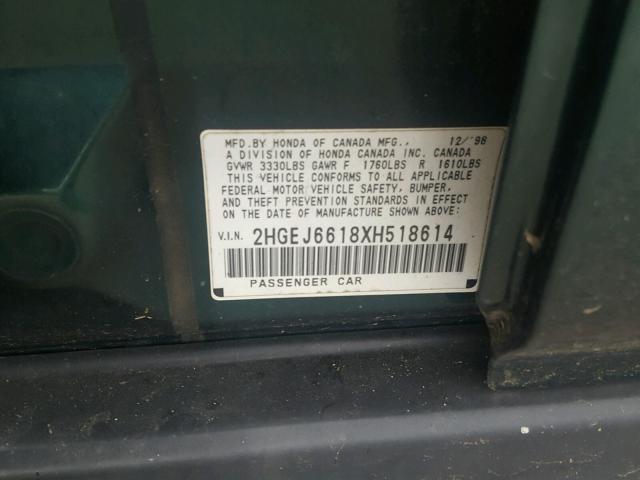 MFD.BY HONDA OF CANADA MFG., 12/'98
A DIVISION OF HONDA CANADA INC. CANADA
GVWR 3330LBS GAWR F 1760LBS R 1610LBS
THIS VEHICLE CONFORMS TO ALL APPLICABLE
FEDERAL MOTOR VEHICLE SAFETY, BUMPER,
AND THEFT PREVENTION STANDARDS IN EFFECT
ON THE DATE OF MANUFACTURE SHOWN ABOVE:
V.I.N. 2HGEJ6618XH518614
PASSENGER CAR